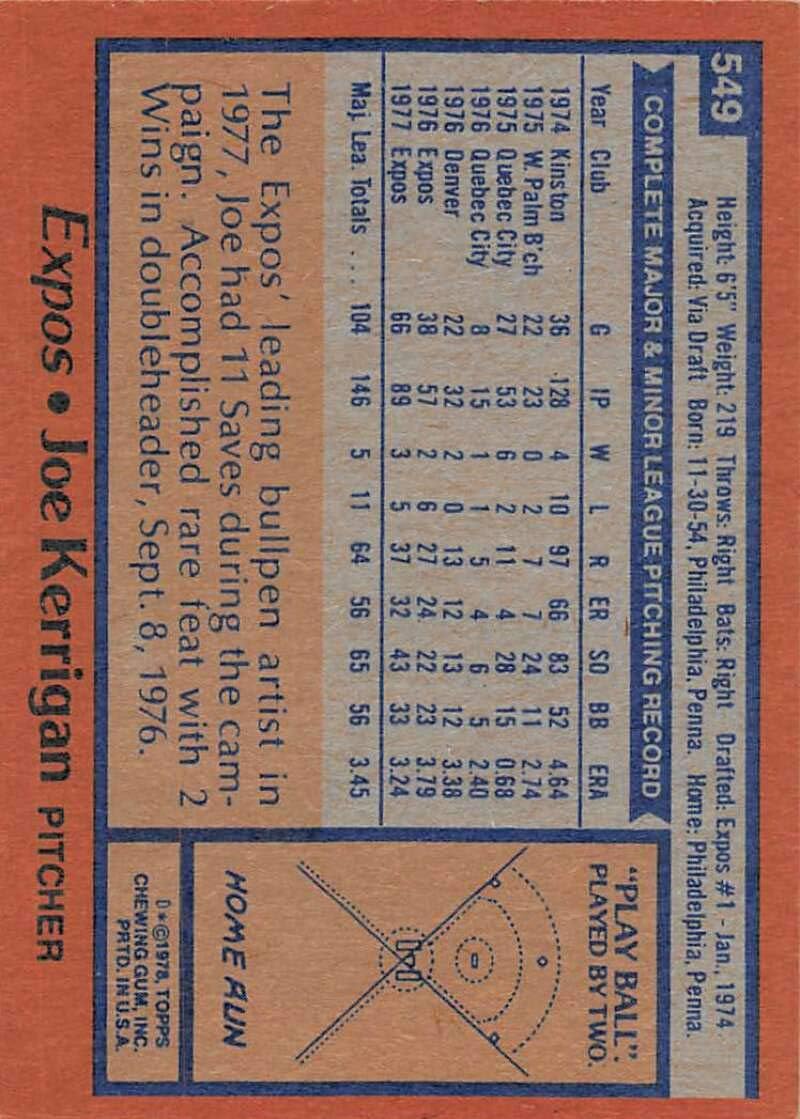 549
Height: 6'5" Weight: 219 Throws: Right Bats: Right Drafted: Expos #1 - Jan., 1974
Acquired: Via Draft Born: 11-30-54, Philadelphia, Penna. Home: Philadelphia, Penna.
COMPLETE MAJOR & MINOR LEAGUE PITCHING RECORD
Year Club G IP W L R ER SO BB ERA
1974 Kinston 36 128 4 10 97 66 83 52 4.64
1975 W. Palm B'ch 22 23 0 2 7 7 24 11 2.74
1975 Quebec City 27 53 6 2 11 4 28 15 0.68
1976 Quebec City 8 15 1 1 5 4 6 5 2.40
1976 Denver 22 32 2 0 13 12 13 12 3.38
1976 Expos 38 57 2 6 27 24 22 23 3.79
1977 Expos 66 89 3 5 37 32 43 33 3.24
Maj. Lea. Totals ... 104 146 5 11 64 56 65 56 3.45
The Expos' leading bullpen artist in
1977, Joe had 11 Saves during the cam-
paign. Accomplished rare feat with 2
Wins in doubleheader, Sept. 8, 1976.
"PLAY BALL":
PLAYED BY TWO.
HOME RUN
D*©1978, TOPPS
CHEWING GUM, INC.
PRTD. IN U.S.A.
Expos • Joe Kerrigan PITCHER